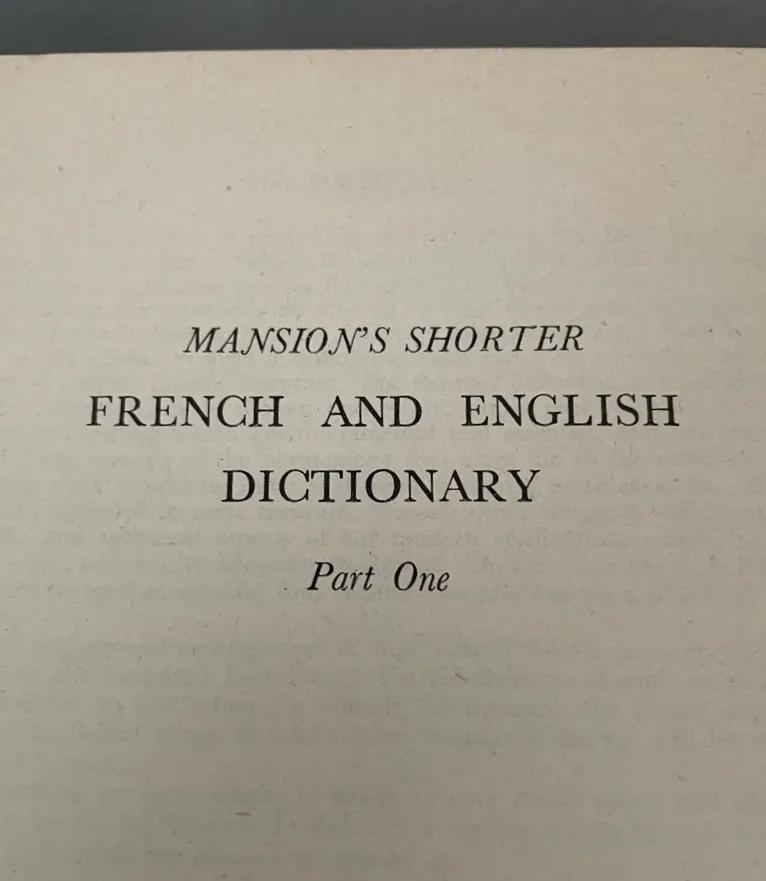 MANSION'S SHORTER
FRENCH AND ENGLISH
DICTIONARY
Part One